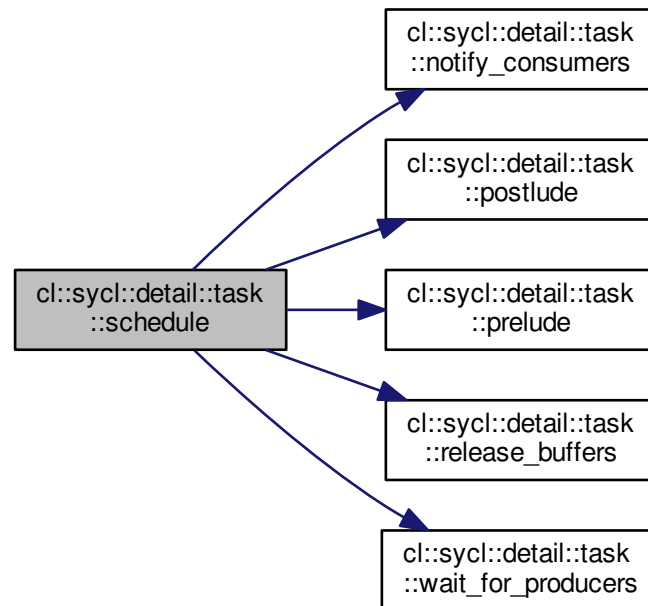 cl::sycl::detail::task
::notify_consumers
cl::sycl::detail::task
::postlude
cl::sycl::detail::task
::schedule
cl::sycl::detail::task
::prelude
cl::sycl::detail::task
::release_buffers
cl::sycl::detail::task
::wait_for_producers